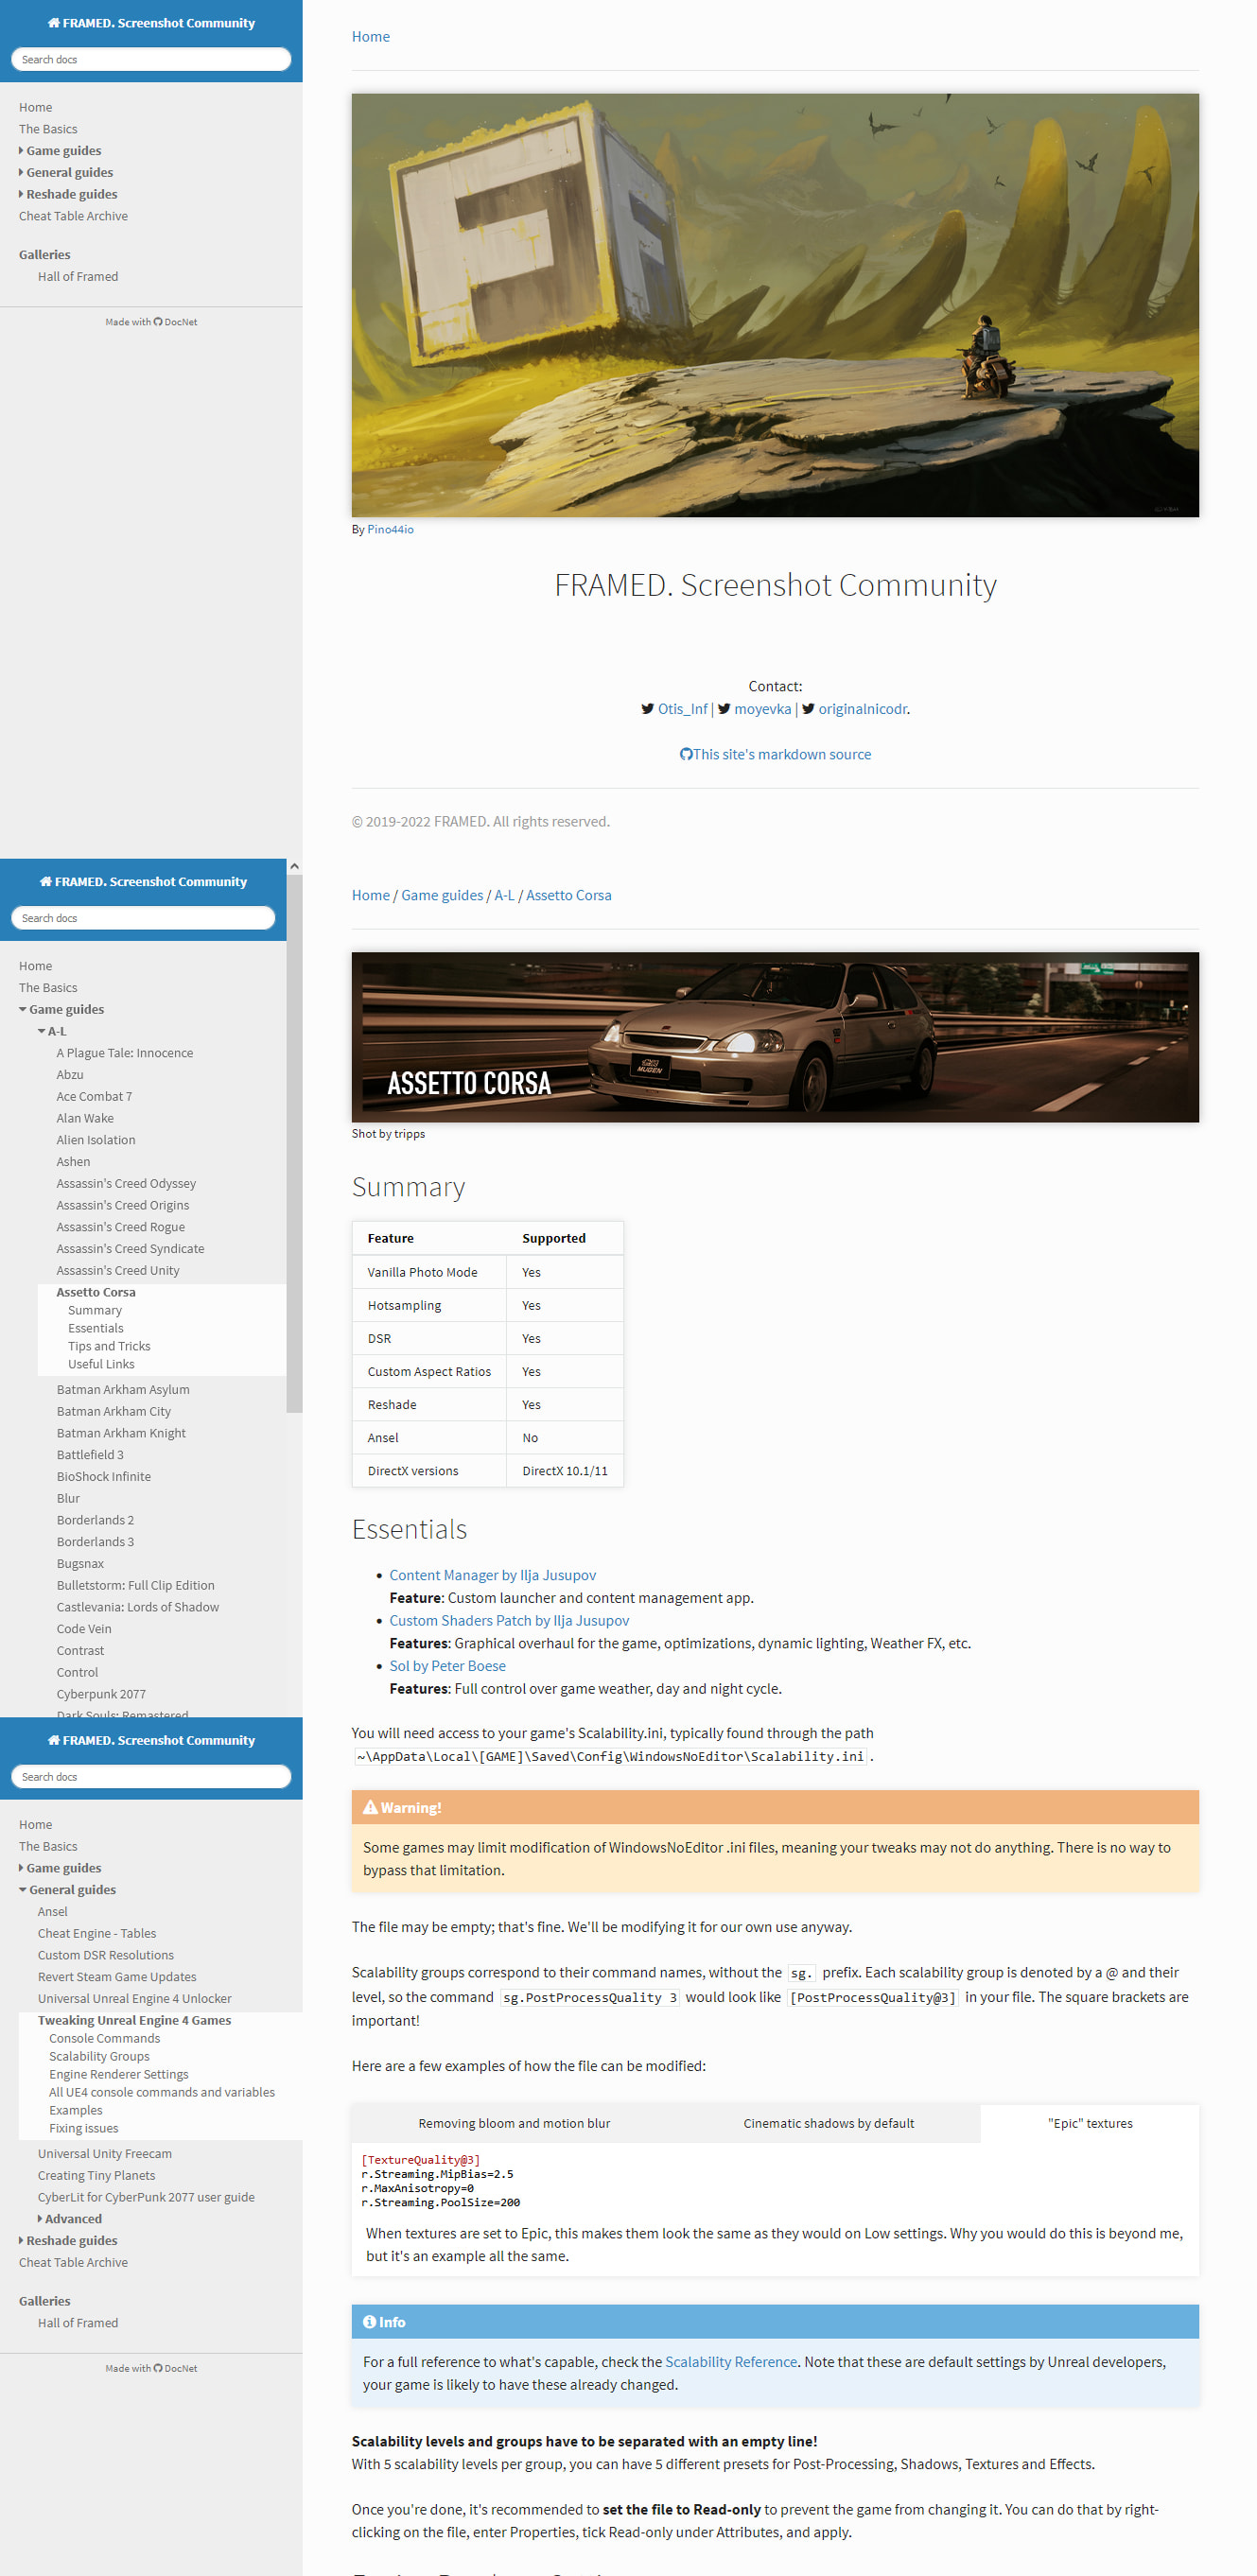 FRAMED. Screenshot Community
Search docs
Home
The Basics
Game guides
General guides
Reshade guides
Cheat Table Archive
Galleries
Hall of Framed
Made with DocNet
Home
By Pino44io
FRAMED. Screenshot Community
Contact:
Otis_Inf | moyevka | originalnicodr.
This site's markdown source
© 2019-2022 FRAMED. All rights reserved.
FRAMED. Screenshot Community
Search docs
Home
The Basics
Game guides
A-L
A Plague Tale: Innocence
Abzu
Ace Combat 7
Alan Wake
Alien Isolation
Ashen
Assassin's Creed Odyssey
Assassin's Creed Origins
Assassin's Creed Rogue
Assassin's Creed Syndicate
Assassin's Creed Unity
Assetto Corsa
Summary
Essentials
Tips and Tricks
Useful Links
Batman Arkham Asylum
Batman Arkham City
Batman Arkham Knight
Battlefield 3
BioShock Infinite
Blur
Borderlands 2
Borderlands 3
Bugsnax
Bulletstorm: Full Clip Edition
Castlevania: Lords of Shadow
Code Vein
Contrast
Control
Cyberpunk 2077
Dark Souls: Remastered
Home / Game guides / A-L / Assetto Corsa
ASSETTO CORSA
MUGEN
Shot by tripps
Summary
Feature Supported
Vanilla Photo Mode Yes
Hotsampling Yes
DSR Yes
Custom Aspect Ratios Yes
Reshade Yes
Ansel No
DirectX versions DirectX 10.1/11
Essentials
• Content Manager by Ilja Jusupov
Feature: Custom launcher and content management app.
• Custom Shaders Patch by Ilja Jusupov
Features: Graphical overhaul for the game, optimizations, dynamic lighting, Weather FX, etc.
• Sol by Peter Boese
Features: Full control over game weather, day and night cycle.
FRAMED. Screenshot Community
Search docs
Home
The Basics
Game guides
General guides
Ansel
Cheat Engine - Tables
Custom DSR Resolutions
Revert Steam Game Updates
Universal Unreal Engine 4 Unlocker
Tweaking Unreal Engine 4 Games
Console Commands
Scalability Groups
Engine Renderer Settings
All UE4 console commands and variables
Examples
Fixing issues
Universal Unity Freecam
Creating Tiny Planets
CyberLit for CyberPunk 2077 user guide
Advanced
Reshade guides
Cheat Table Archive
Galleries
Hall of Framed
Made with DocNet
You will need access to your game's Scalability.ini, typically found through the path
~\AppData\Local\[GAME]\Saved\Config\WindowsNoEditor\Scalability.ini .
Warning!
Some games may limit modification of WindowsNoEditor .ini files, meaning your tweaks may not do anything. There is no way to
bypass that limitation.
The file may be empty; that's fine. We'll be modifying it for our own use anyway.
Scalability groups correspond to their command names, without the sg. prefix. Each scalability group is denoted by a @ and their
level, so the command sg.PostProcessQuality 3 would look like [PostProcessQuality@3] in your file. The square brackets are
important!
Here are a few examples of how the file can be modified:
Removing bloom and motion blur Cinematic shadows by default "Epic" textures
[TextureQuality@3]
r.Streaming.MipBias=2.5
r.MaxAnisotropy=0
r.Streaming.PoolSize=200
When textures are set to Epic, this makes them look the same as they would on Low settings. Why you would do this is beyond me,
but it's an example all the same.
Info
For a full reference to what's capable, check the Scalability Reference. Note that these are default settings by Unreal developers,
your game is likely to have these already changed.
Scalability levels and groups have to be separated with an empty line!
With 5 scalability levels per group, you can have 5 different presets for Post-Processing, Shadows, Textures and Effects.
Once you're done, it's recommended to set the file to Read-only to prevent the game from changing it. You can do that by right-
clicking on the file, enter Properties, tick Read-only under Attributes, and apply.